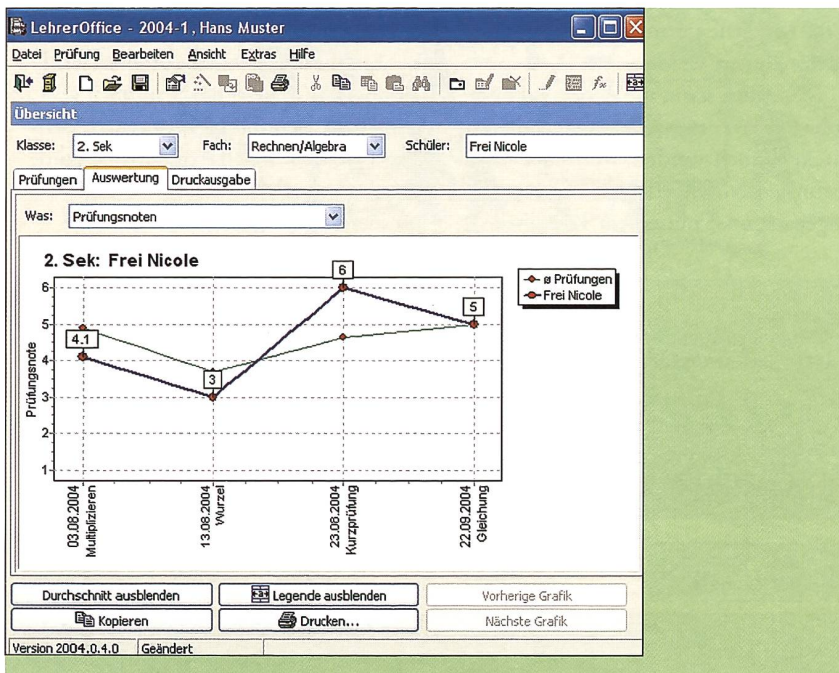 LehrerOffice - 2004-1, Hans Muster
Datei Prüfung Bearbeiten Ansicht Extras Hilfe
Übersicht
Klasse: 2. Sek Fach: Rechnen/Algebra Schüler: Frei Nicole
Prüfungen Auswertung Druckausgabe
Was: Prüfungsnoten
2. Sek: Frei Nicole
ø Prüfungen
Frei Nicole
Prüfungsnote
6
5
4
3
2
1
4.1
3
6
5
03.08.2004
Multiplizieren
13.08.2004
Wurzel
23.08.2004
Kurzprüfung
22.09.2004
Gleichung
Durchschnitt ausblenden Legende ausblenden Vorherige Grafik
Kopieren Drucken... Nächste Grafik
Version 2004.0.4.0 Geändert